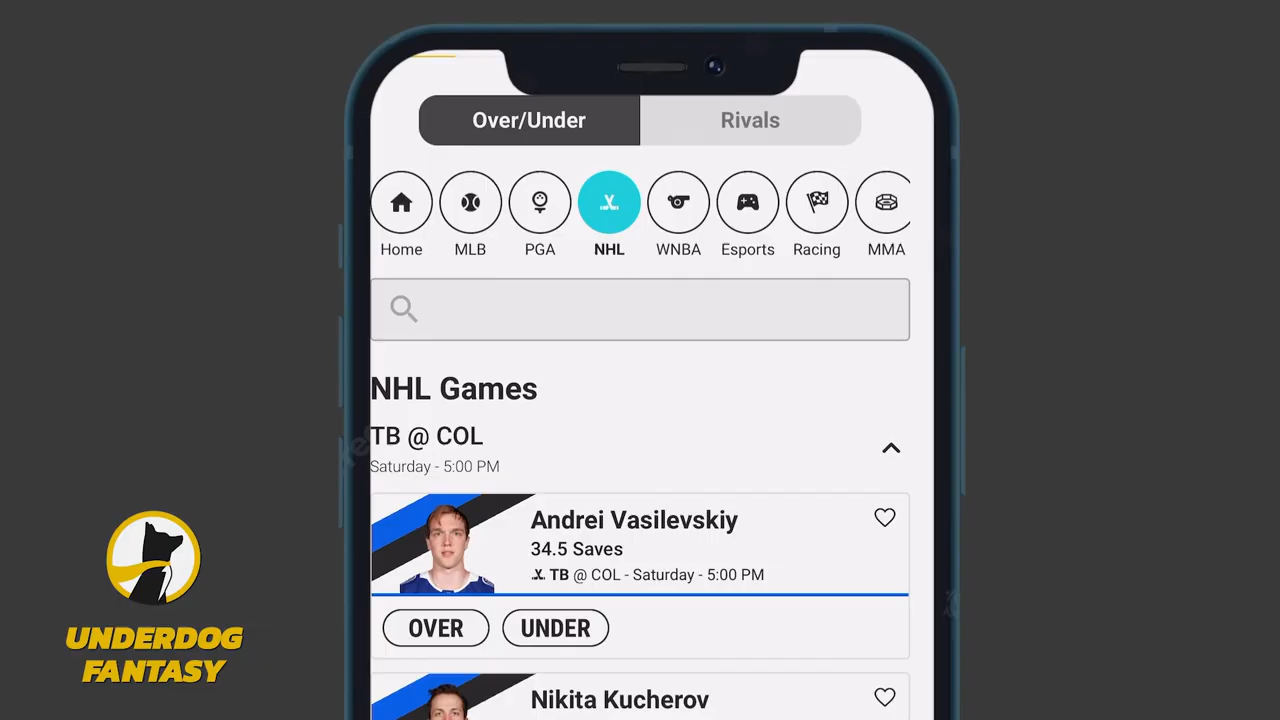 Over/Under
Rivals
Home
MLB
PGA
NHL
WNBA
Esports
Racing
MMA
NHL Games
TB @ COL
Saturday - 5:00 PM
Andrei Vasilevskiy
34.5 Saves
TB @ COL - Saturday - 5:00 PM
OVER
UNDER
Nikita Kucherov
UNDERDOG
FANTASY